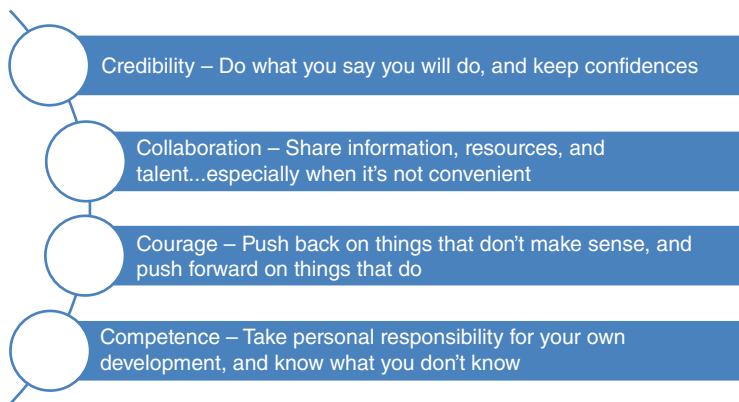 Credibility – Do what you say you will do, and keep confidences
Collaboration – Share information, resources, and
talent...especially when it's not convenient
Courage – Push back on things that don't make sense, and
push forward on things that do
Competence – Take personal responsibility for your own
development, and know what you don't know